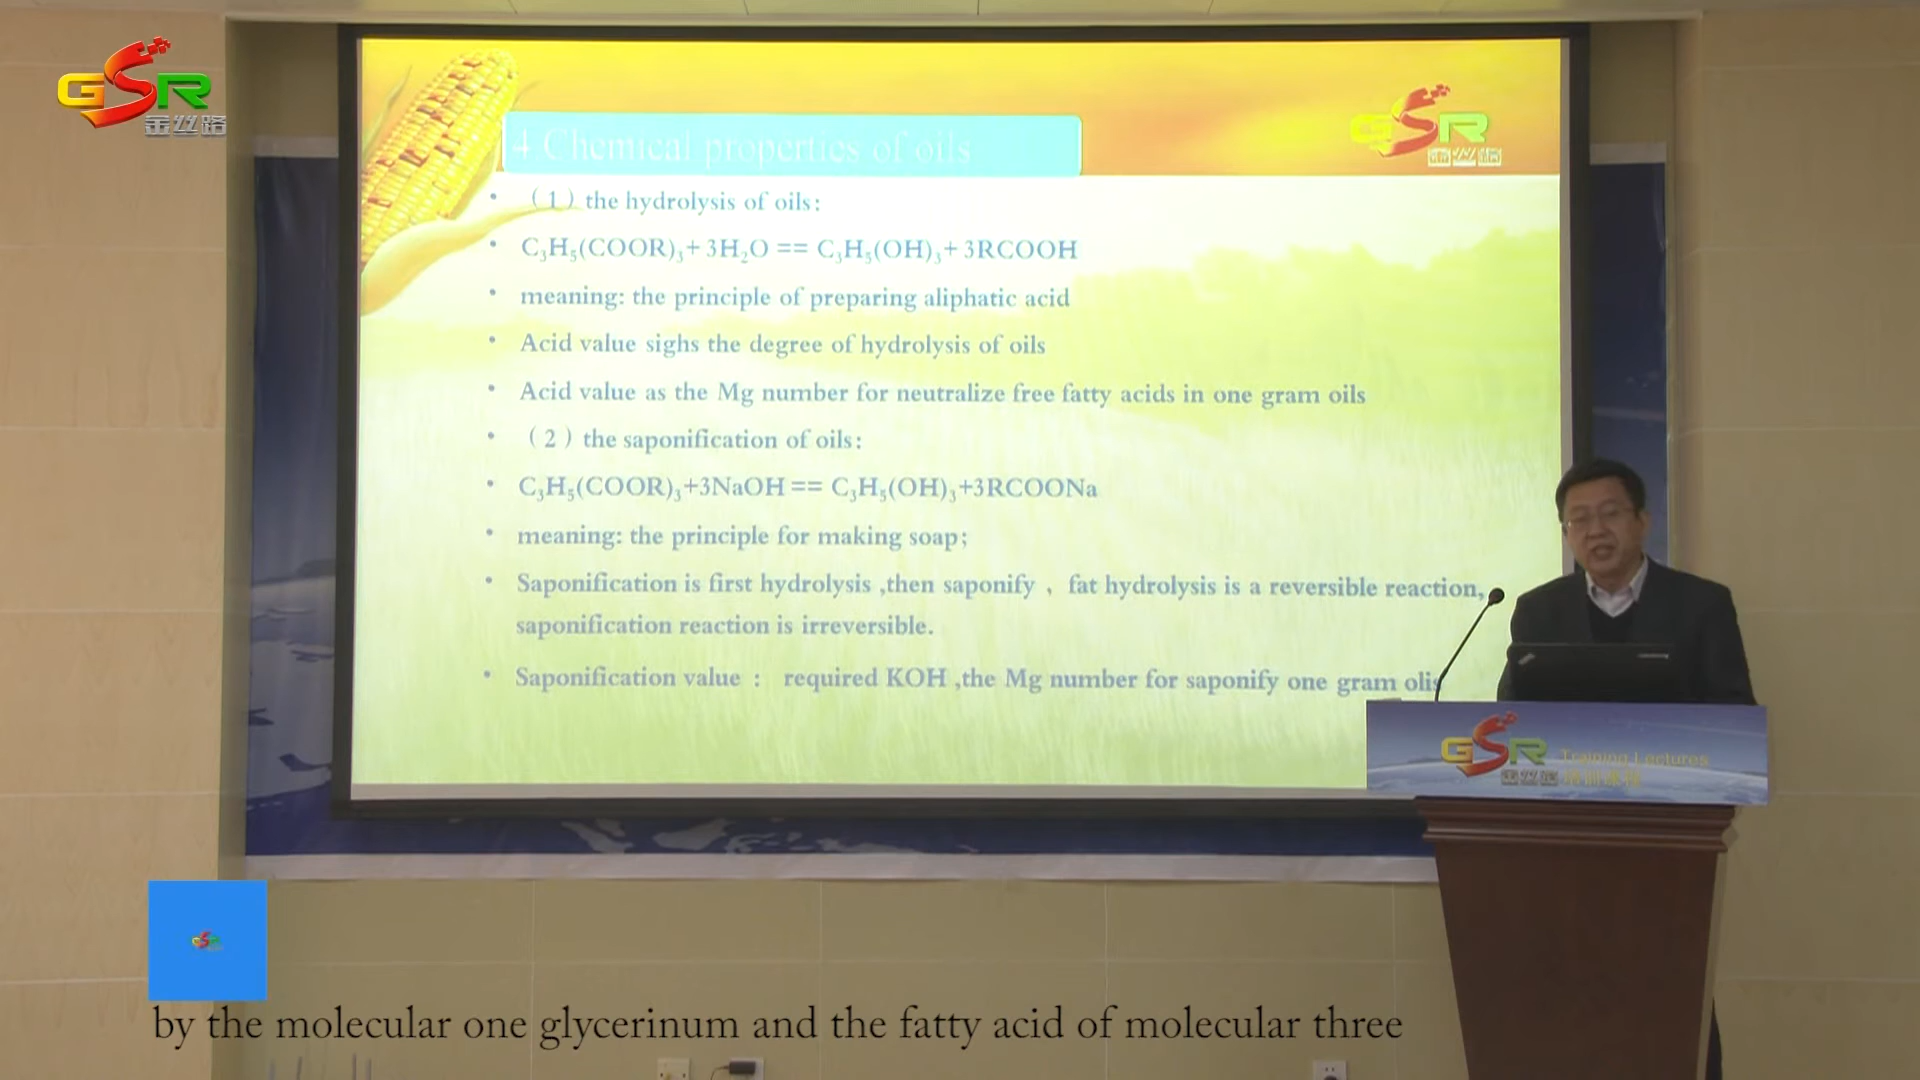 GSR
金丝路
GSR
金丝路
4 Chemical properties of oils
• （1）the hydrolysis of oils:
• C₃H₅(COOR)₃+ 3H₂O == C₃H₅(OH)₃+ 3RCOOH
• meaning: the principle of preparing aliphatic acid
• Acid value sighs the degree of hydrolysis of oils
• Acid value as the Mg number for neutralize free fatty acids in one gram oils
• （2）the saponification of oils:
• C₃H₅(COOR)₃+3NaOH == C₃H₅(OH)₃+3RCOONa
• meaning: the principle for making soap;
• Saponification is first hydrolysis ,then saponify ，fat hydrolysis is a reversible reaction,
saponification reaction is irreversible.
• Saponification value： required KOH ,the Mg number for saponify one gram olis
GSR Training Lectures
金丝路 培训课程
by the molecular one glycerinum and the fatty acid of molecular three